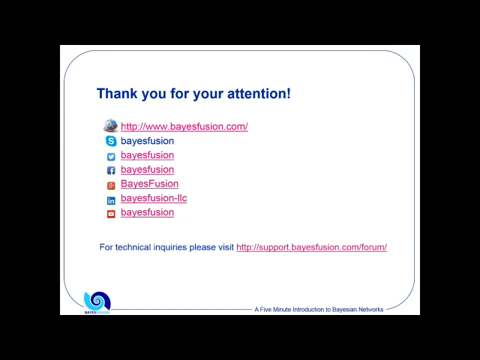 Thank you for your attention!
http://www.bayesfusion.com/
bayesfusion
bayesfusion
bayesfusion
BayesFusion
bayesfusion-llc
bayesfusion
For technical inquiries please visit http://support.bayesfusion.com/forum/
BAYESFUSION
A Five Minute Introduction to Bayesian Networks